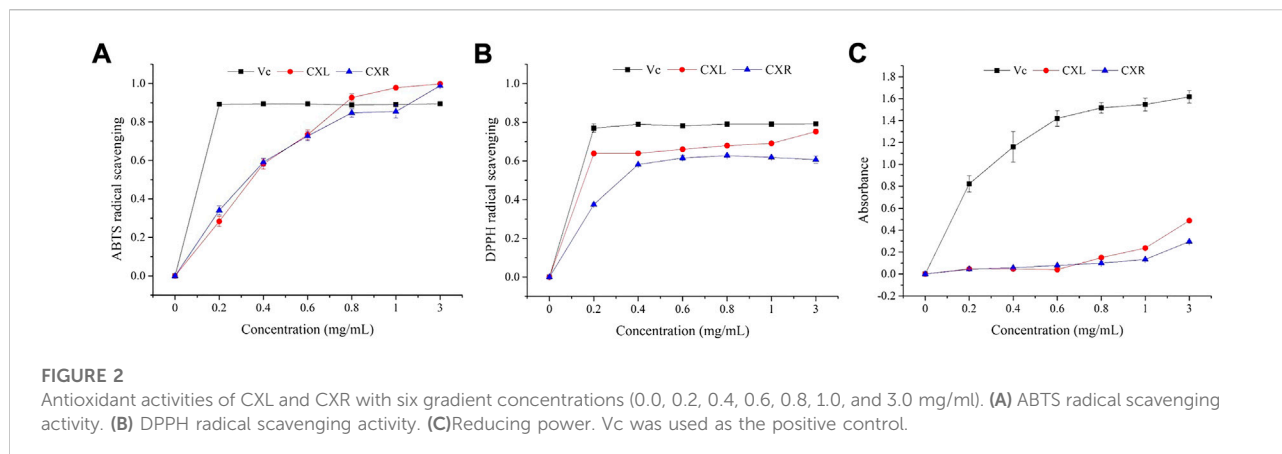 A
Vc CXL CXR
ABTS radical scavenging
1.0
0.8
0.6
0.4
0.2
0.0
0 0.2 0.4 0.6 0.8 1 3
Concentration (mg/mL)
B
Vc CXL CXR
DPPH radical scavenging
1.0
0.8
0.6
0.4
0.2
0.0
0 0.2 0.4 0.6 0.8 1 3
Concentration (mg/mL)
C
Vc CXL CXR
Absorbance
1.6
1.4
1.2
1.0
0.8
0.6
0.4
0.2
0.0
-0.2
0 0.2 0.4 0.6 0.8 1 3
Concentration (mg/mL)
FIGURE 2
Antioxidant activities of CXL and CXR with six gradient concentrations (0.0, 0.2, 0.4, 0.6, 0.8, 1.0, and 3.0 mg/ml). (A) ABTS radical scavenging
activity. (B) DPPH radical scavenging activity. (C)Reducing power. Vc was used as the positive control.